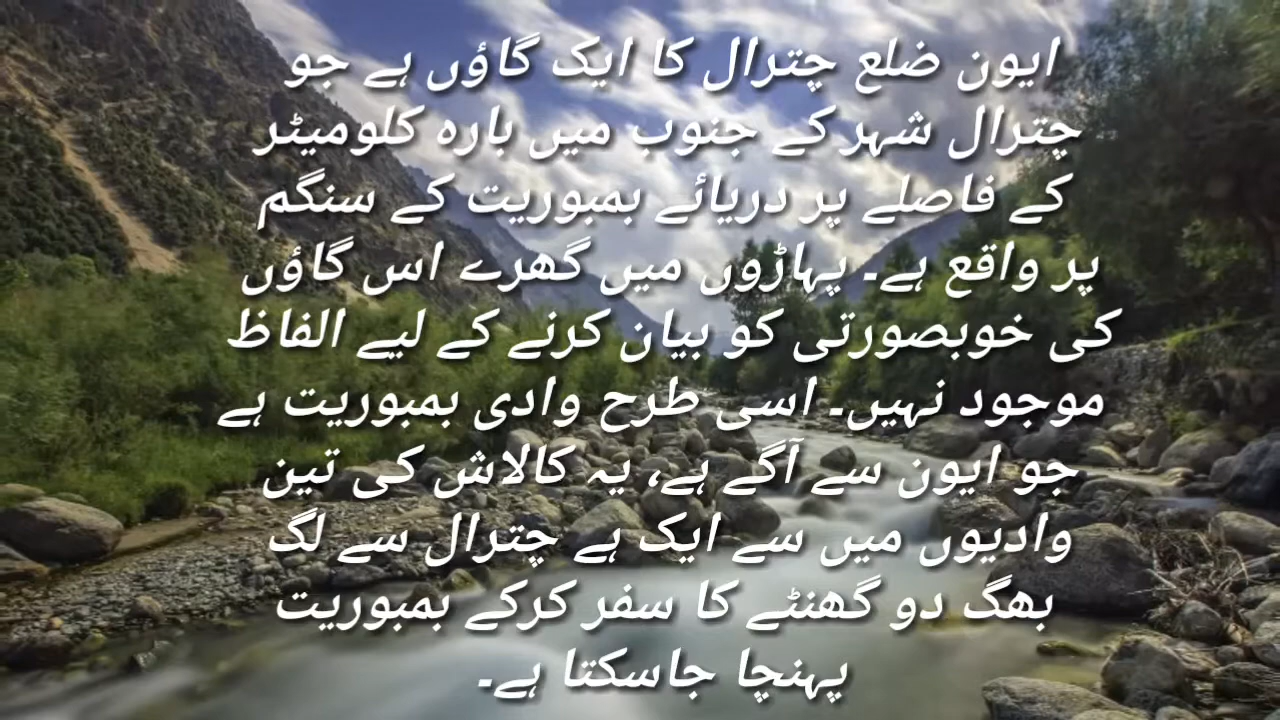 ایون ضلع چترال کا ایک گاؤں ہے جو
چترال شہر کے جنوب میں بارہ کلومیٹر
کے فاصلے پر دریائے بمبوریت کے سنگم
پر واقع ہے۔ پہاڑوں میں گھرے اس گاؤں
کی خوبصورتی کو بیان کرنے کے لیے الفاظ
موجود نہیں۔ اسی طرح وادی بمبوریت ہے
جو ایون سے آگے ہے، یہ کالاش کی تین
وادیوں میں سے ایک ہے چترال سے لگ
بھگ دو گھنٹے کا سفر کرکے بمبوریت
پہنچا جاسکتا ہے۔